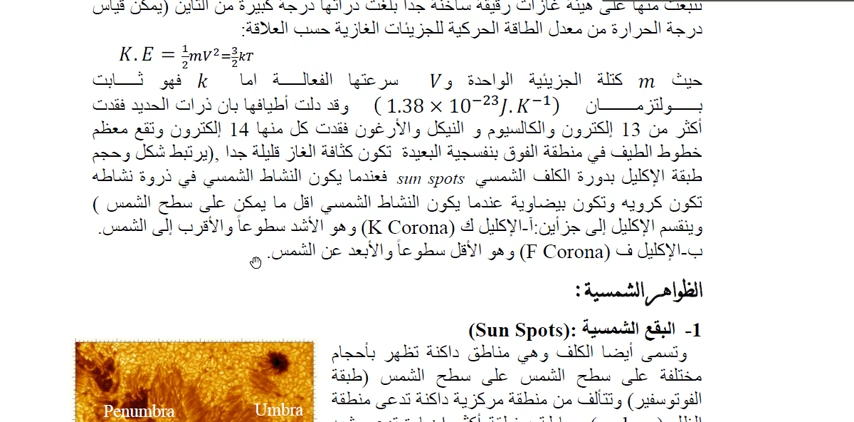 تنبعث منها على هيئة غازات رقيقة ساخنة جدا بلغت ذراتها درجة كبيرة من التأين (يمكن قياس
درجة الحرارة من معدل الطاقة الحركية للجزيئات الغازية حسب العلاقة:
K.E = ½mV²=3/2kT
حيث m كتلة الجزيئية الواحدة وV سرعتها الفعالة اما k فهو ثابت
بولتزمان (1.38 × 10⁻²³J.K⁻¹) وقد دلت أطيافها بان ذرات الحديد فقدت
أكثر من 13 إلكترون والكالسيوم و النيكل والأرغون فقدت كل منها 14 إلكترون وتقع معظم
خطوط الطيف في منطقة الفوق بنفسجية البعيدة تكون كثافة الغاز قليلة جدا ,(يرتبط شكل وحجم
طبقة الإكليل بدورة الكلف الشمسي sun spots فعندما يكون النشاط الشمسي في ذروة نشاطه
تكون كرويه وتكون بيضاوية عندما يكون النشاط الشمسي اقل ما يمكن على سطح الشمس )
وينقسم الإكليل إلى جزأين:آ-الإكليل ك (K Corona) وهو الأشد سطوعاً والأقرب إلى الشمس.
ب-الإكليل ف (F Corona) وهو الأقل سطوعاً والأبعد عن الشمس.
الظواهر الشمسية:
1- البقع الشمسية :(Sun Spots)
وتسمى أيضا الكلف وهي مناطق داكنة تظهر بأحجام
مختلفة على سطح الشمس على سطح الشمس (طبقة
الفوتوسفير) وتتألف من منطقة مركزية داكنة تدعى منطقة
الظل
Penumbra
Umbra